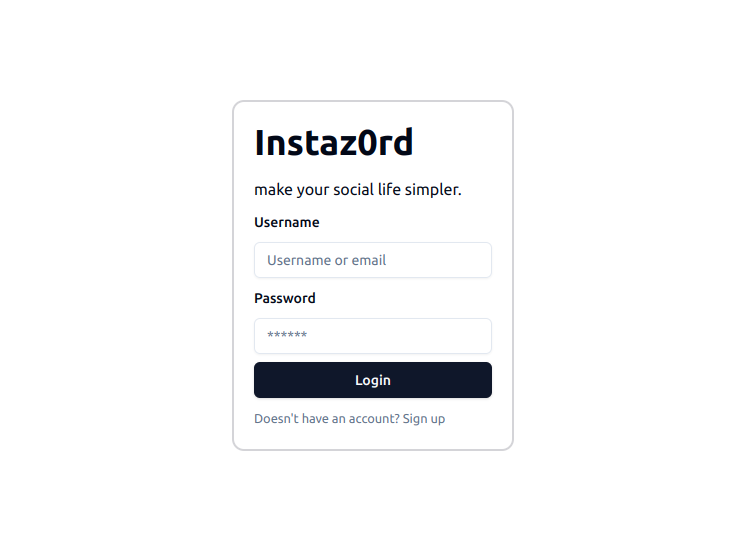 Instaz0rd
make your social life simpler.
Username
Username or email
Password
******
Login
Doesn't have an account? Sign up